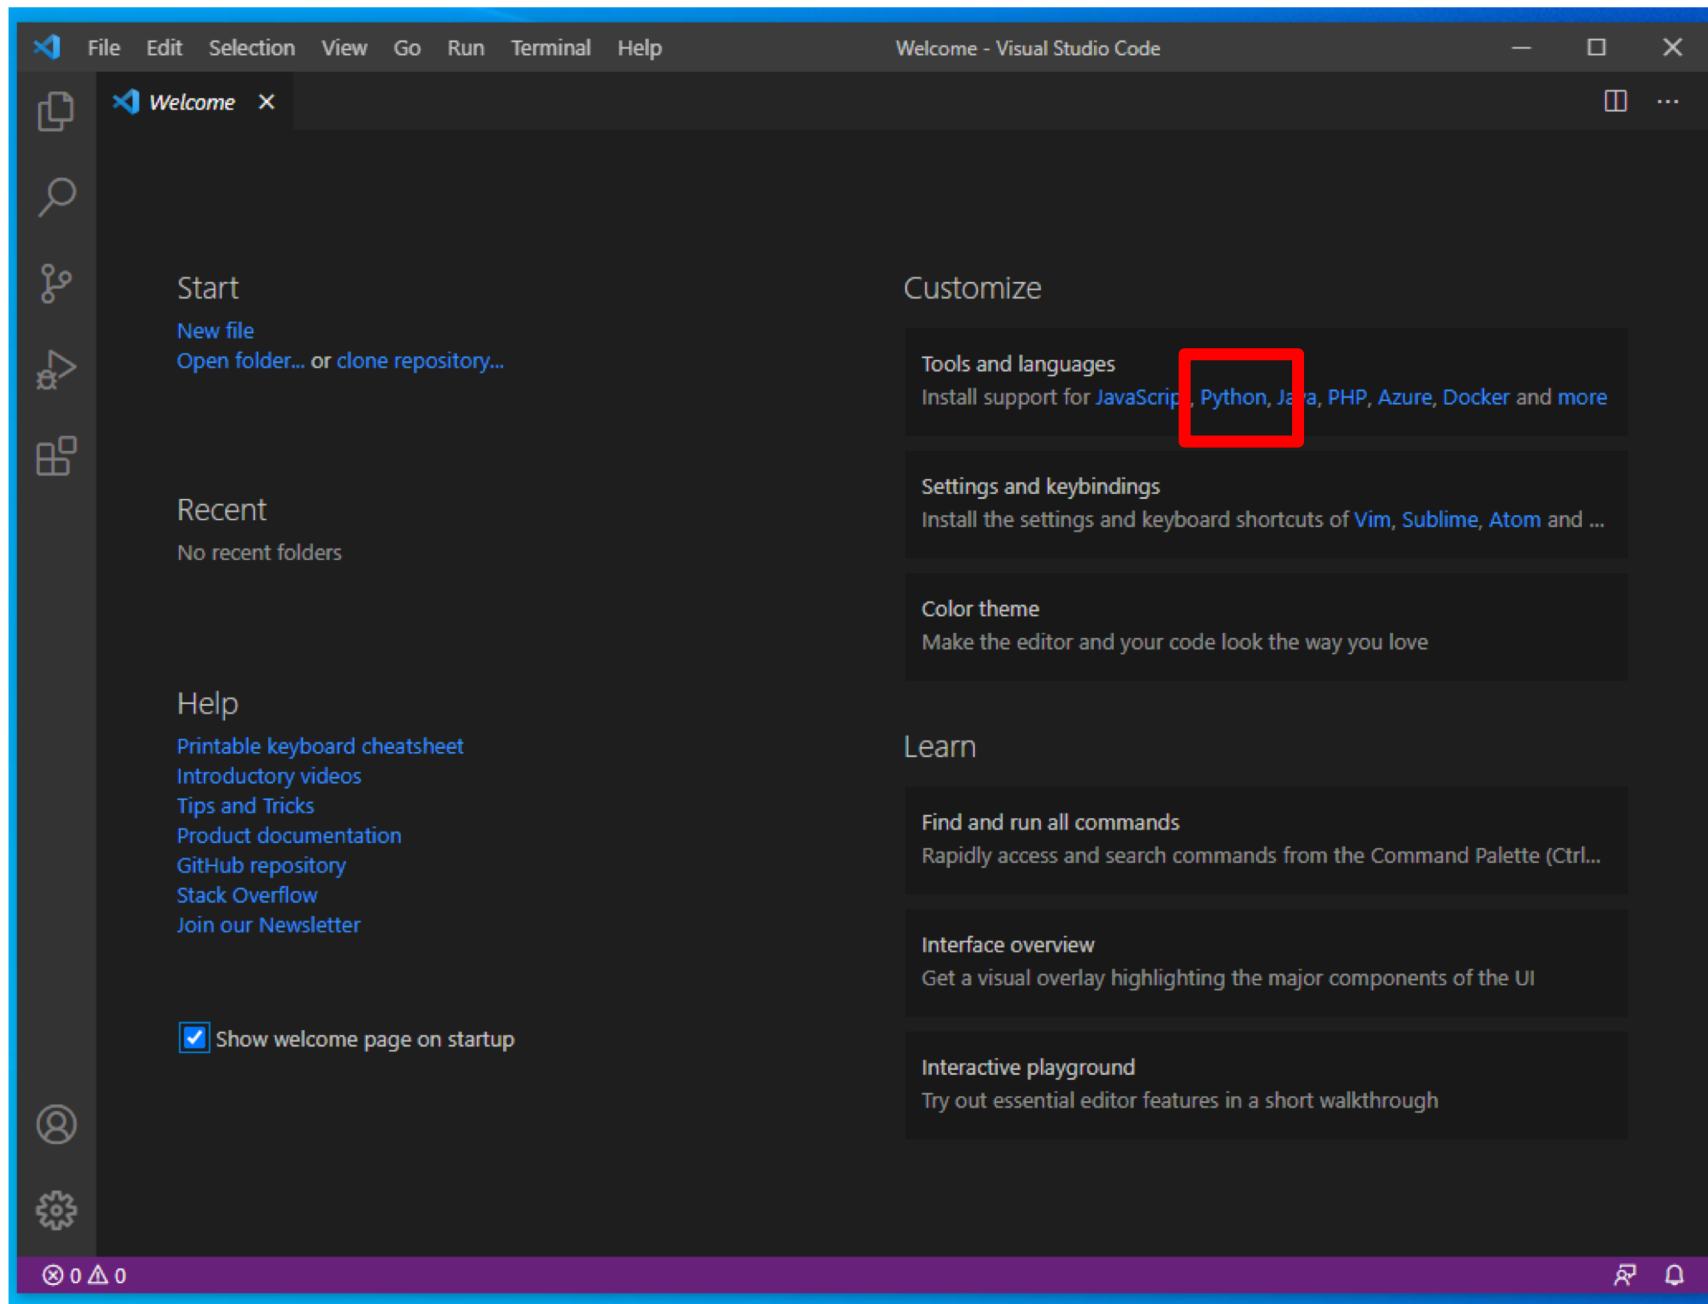 File Edit Selection View Go Run Terminal Help Welcome - Visual Studio Code
Welcome
Start
New file
Open folder... or clone repository...
Recent
No recent folders
Help
Printable keyboard cheatsheet
Introductory videos
Tips and Tricks
Product documentation
GitHub repository
Stack Overflow
Join our Newsletter
Show welcome page on startup
Customize
Tools and languages
Install support for JavaScript, Python, Java, PHP, Azure, Docker and more
Settings and keybindings
Install the settings and keyboard shortcuts of Vim, Sublime, Atom and ...
Color theme
Make the editor and your code look the way you love
Learn
Find and run all commands
Rapidly access and search commands from the Command Palette (Ctrl...
Interface overview
Get a visual overlay highlighting the major components of the UI
Interactive playground
Try out essential editor features in a short walkthrough
0 0